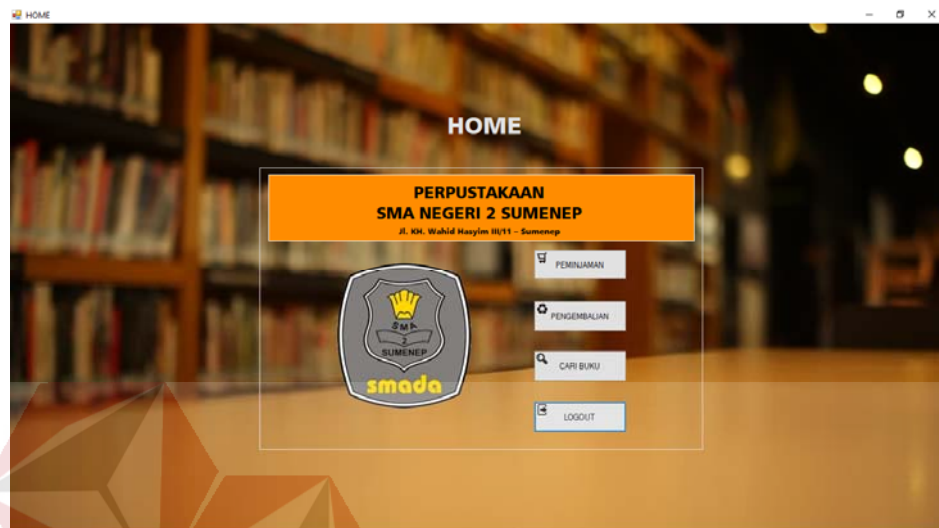 HOME
HOME
PERPUSTAKAAN
SMA NEGERI 2 SUMENEP
Jl. KH. Wahid Hasyim III/11 – Sumenep
PEMINJAMAN
PENGEMBALIAN
CARI BUKU
LOGOUT
SMA
2
SUMENEP
smada